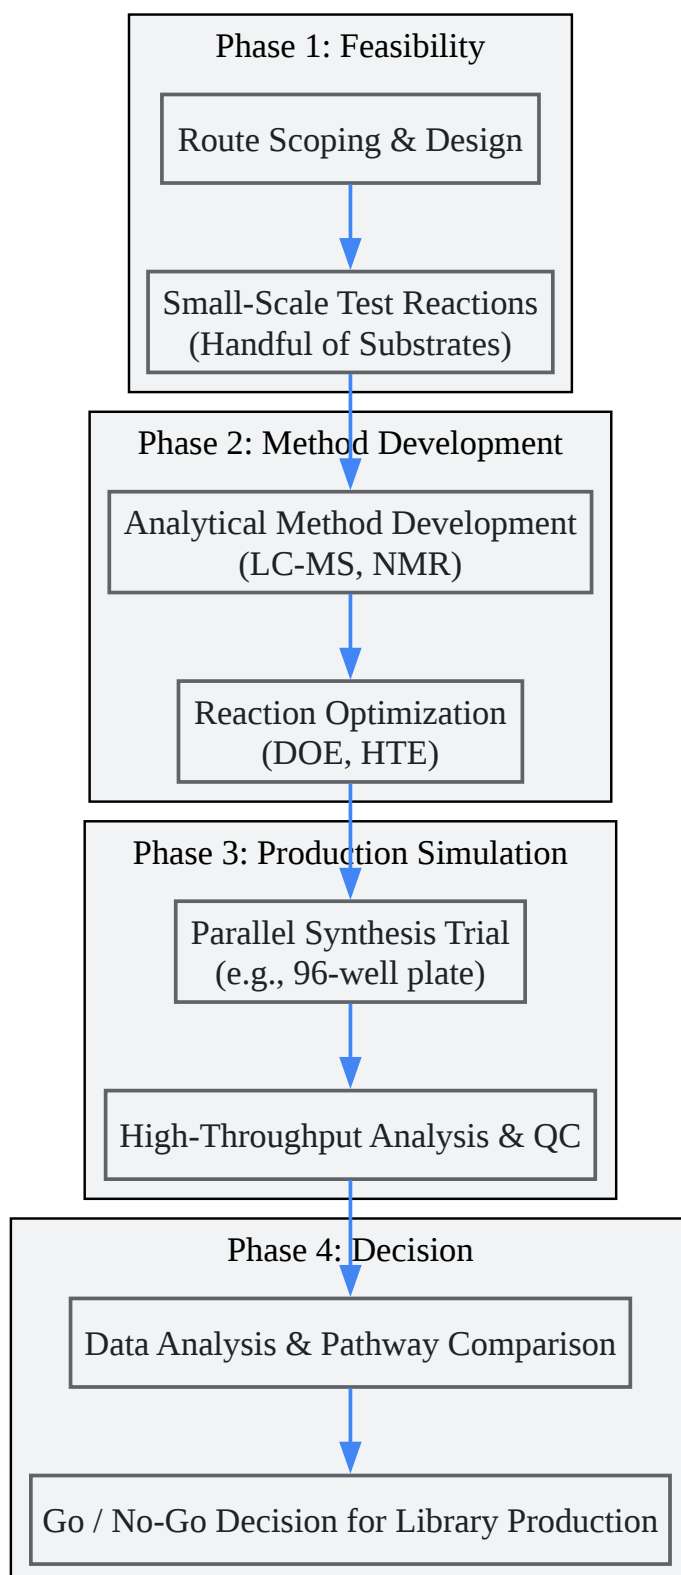 Phase 1: Feasibility
Route Scoping & Design
Small-Scale Test Reactions
(Handful of Substrates)
Phase 2: Method Development
Analytical Method Development
(LC-MS, NMR)
Reaction Optimization
(DOE, HTE)
Phase 3: Production Simulation
Parallel Synthesis Trial
(e.g., 96-well plate)
High-Throughput Analysis & QC
Phase 4: Decision
Data Analysis & Pathway Comparison
Go / No-Go Decision for Library Production